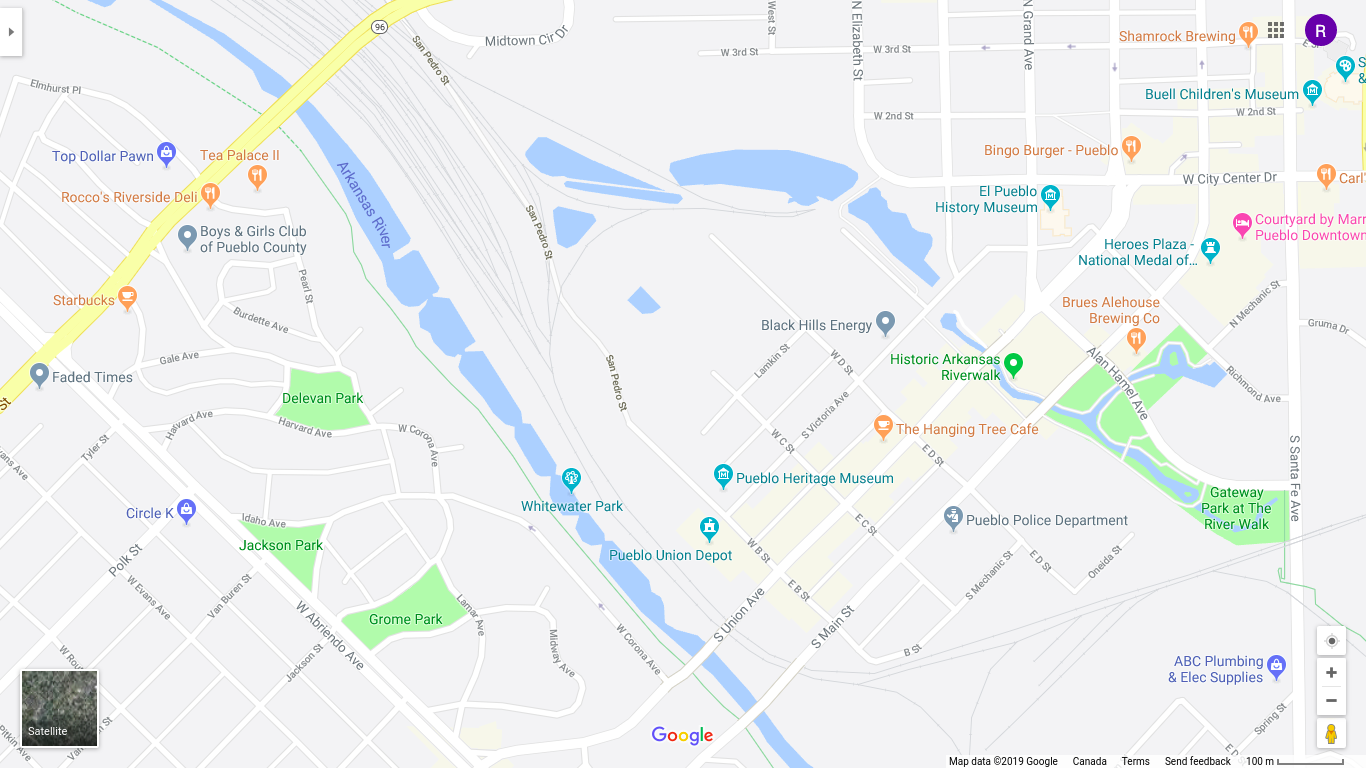 96
Midtown Cir Dr
San Pedro St
West St
N Elizabeth St
N Grand Ave
W 3rd St
W 3rd St
Shamrock Brewing
R
Elmhurst Pl
Buell Children's Museum
S
&
W 2nd St
W 2nd St
Top Dollar Pawn
Tea Palace II
Bingo Burger - Pueblo
Rocco's Riverside Deli
Arkansas River
W City Center Dr
Carl'
El Pueblo
History Museum
San Pedro St
Boys & Girls Club
of Pueblo County
Courtyard by Marr
Pueblo Downtown
Heroes Plaza -
National Medal of...
Pearl St
Starbucks
Burdette Ave
Brues Alehouse
Brewing Co
N Mechanic St
Gruma Dr
Black Hills Energy
Lamkin St
W D St
Gale Ave
Historic Arkansas
Riverwalk
Alan Hamel Ave
Richmond Ave
Faded Times
San Pedro St
St
Delevan Park
Harvard Ave
Harvard Ave
W Corona Ave
S Victoria Ave
W C St
The Hanging Tree Cafe
Tyler St
vans Ave
E D St
S Santa Fe Ave
Pueblo Heritage Museum
Whitewater Park
Gateway
Park at The
River Walk
Circle K
Idaho Ave
E C St
Pueblo Police Department
Jackson Park
Pueblo Union Depot
W B St
E D St
Oneida St
Polk St
W Evans Ave
Van Buren St
E B St
S Mechanic St
Grome Park
Lamar Ave
W Abriendo Ave
Midway Ave
W Corona Ave
S Union Ave
S Main St
B St
Jackson St
ABC Plumbing
& Elec Supplies
Satellite
Pitkin Ave
Spring St
E D
Google
Map data ©2019 Google
Canada
Terms
Send feedback
100 m